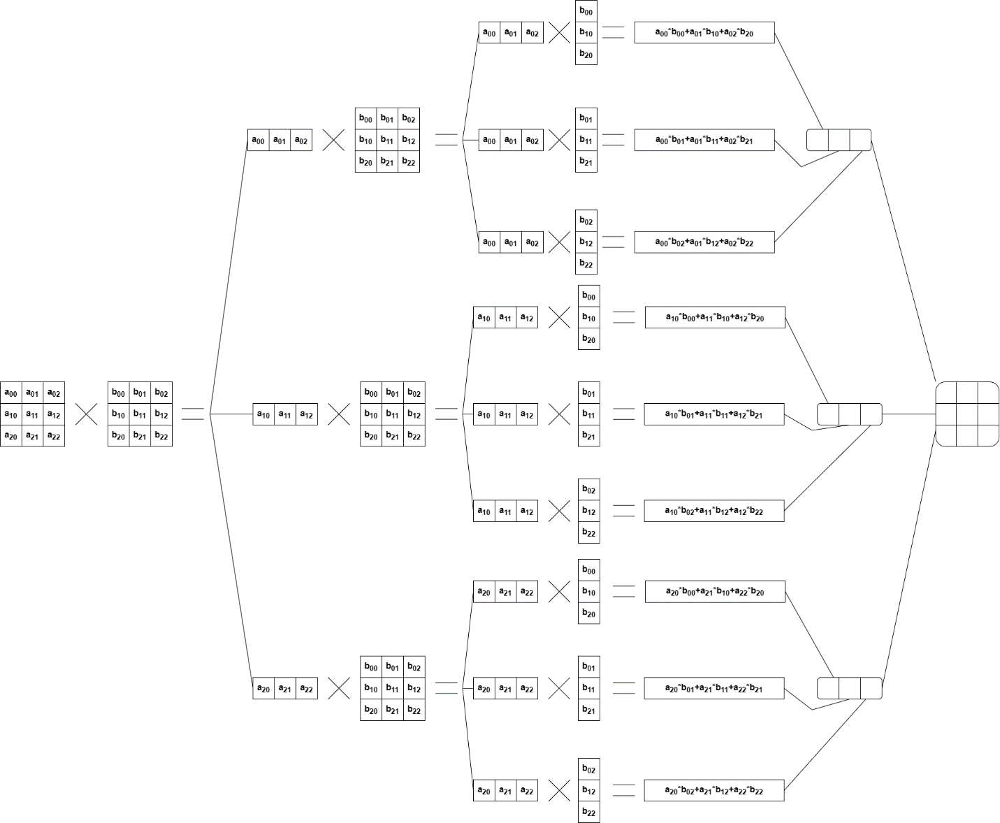 b00
a00 a01 a02 b10 a00*b00+a01*b10+a02*b20
b20
b00 b01 b02 b01
a00 a01 a02 b10 b11 b12 a00 a01 a02 b11 a00*b01+a01*b11+a02*b21
b20 b21 b22 b21
b02
a00 a01 a02 b12 a00*b02+a01*b12+a02*b22
b22
b00
a10 a11 a12 b10 a10*b00+a11*b10+a12*b20
b20
a00 a01 a02 b00 b01 b02 b00 b01 b02 b01
a10 a11 a12 b10 b11 b12 a10 a11 a12 b10 b11 b12 a10 a11 a12 b11 a10*b01+a11*b11+a12*b21
a20 a21 a22 b20 b21 b22 b20 b21 b22 b21
b02
a10 a11 a12 b12 a10*b02+a11*b12+a12*b22
b22
b00
a20 a21 a22 b10 a20*b00+a21*b10+a22*b20
b20
b00 b01 b02 b01
a20 a21 a22 b10 b11 b12 a20 a21 a22 b11 a20*b01+a21*b11+a22*b21
b20 b21 b22 b21
b02
a20 a21 a22 b12 a20*b02+a21*b12+a22*b22
b22